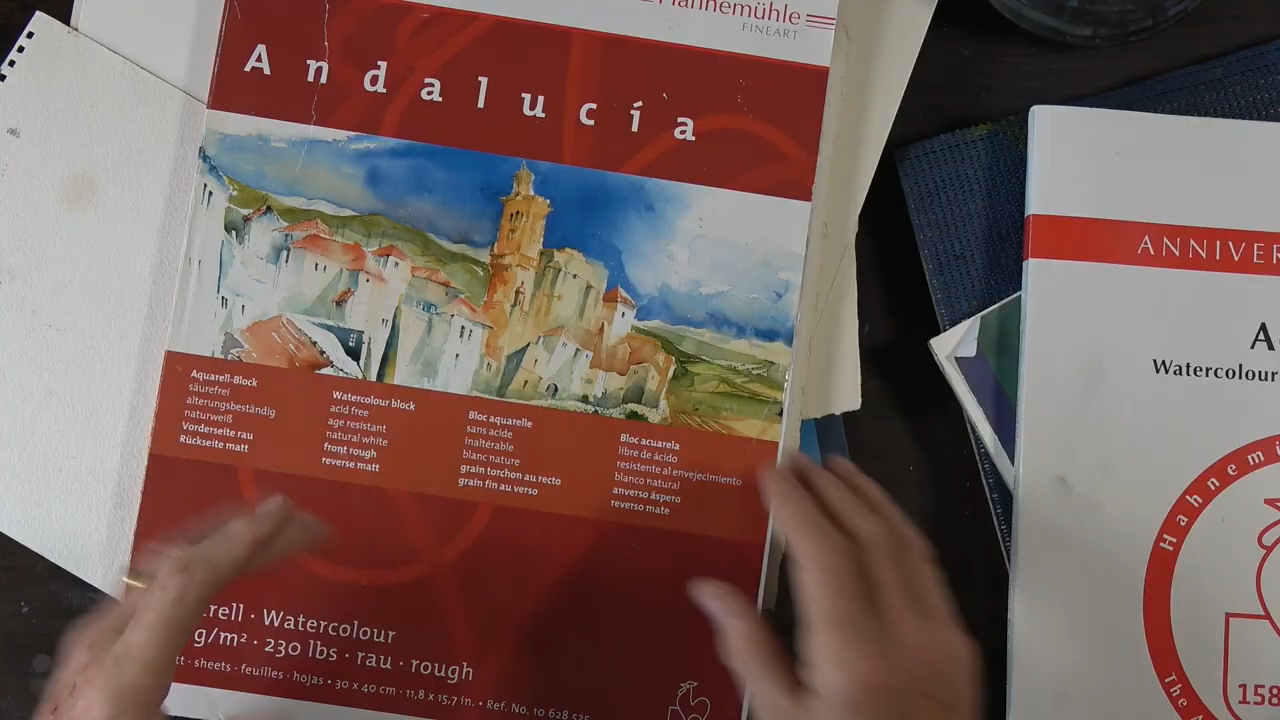 Hahnemühle
FINEART
Andalucía
Aquarell-Block
säurefrei
alterungsbeständig
naturweiß
Vorderseite rau
Rückseite matt
Watercolour block
acid free
age resistant
natural white
front rough
reverse matt
Bloc aquarelle
sans acide
inaltérable
blanc nature
grain torchon au recto
grain fin au verso
Bloc acuarela
libre de ácido
resistente al envejecimiento
blanco natural
anverso áspero
reverso mate
rell · Watercolour
g/m² · 230 lbs · rau · rough
tt · sheets · feuilles · hojas • 30 x 40 cm · 11,8 x 15,7 in. • Ref. No. 10 628 525
ANNIVER
Watercolour
Hahnemü
The
158